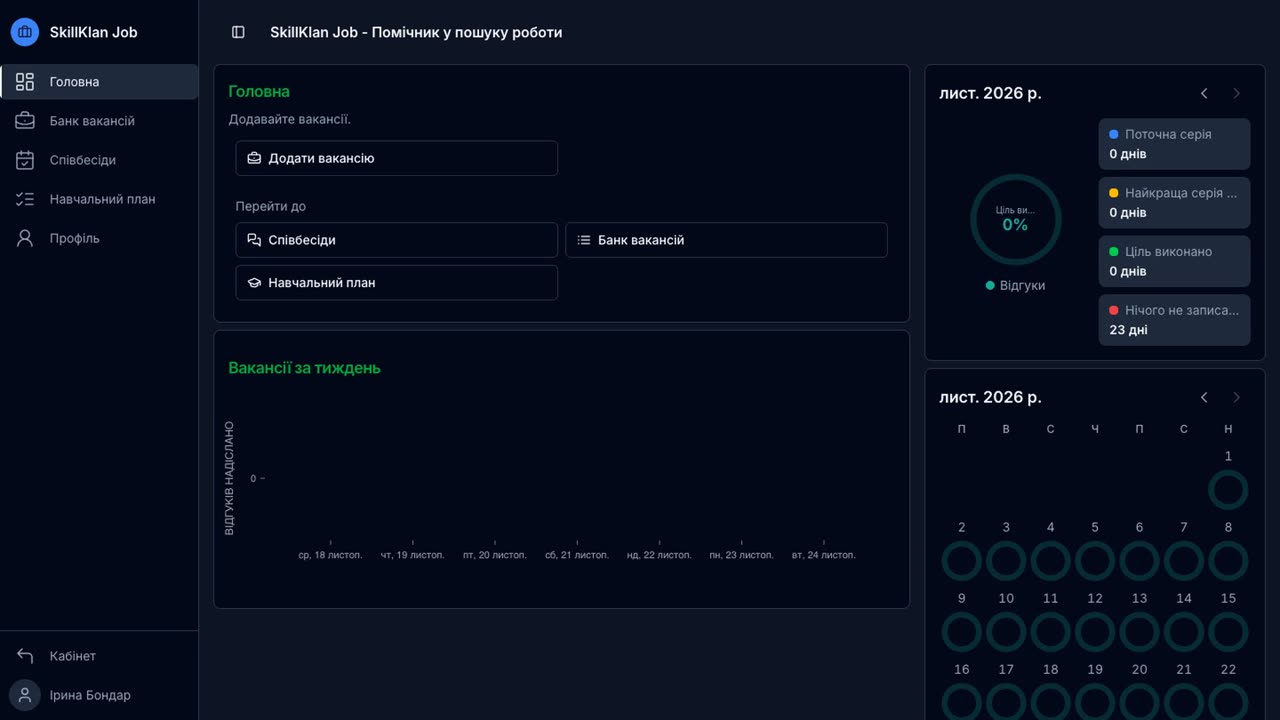 SkillKlan Job
Головна
Банк вакансій
Співбесіди
Навчальний план
Профіль
Кабінет
Ірина Бондар
SkillKlan Job - Помічник у пошуку роботи
Головна
Додавайте вакансії.
Додати вакансію
Перейти до
Співбесіди
Банк вакансій
Навчальний план
Вакансії за тиждень
ВІДГУКІВ НАДІСЛАНО
0
ср, 18 листоп.
чт, 19 листоп.
пт, 20 листоп.
сб, 21 листоп.
нд, 22 листоп.
пн, 23 листоп.
вт, 24 листоп.
лист. 2026 р.
Ціль ви...
0%
Відгуки
Поточна серія
0 днів
Найкраща серія ...
0 днів
Ціль виконано
0 днів
Нічого не записа...
23 дні
лист. 2026 р.
П В С Ч П С Н
1
2 3 4 5 6 7 8
9 10 11 12 13 14 15
16 17 18 19 20 21 22